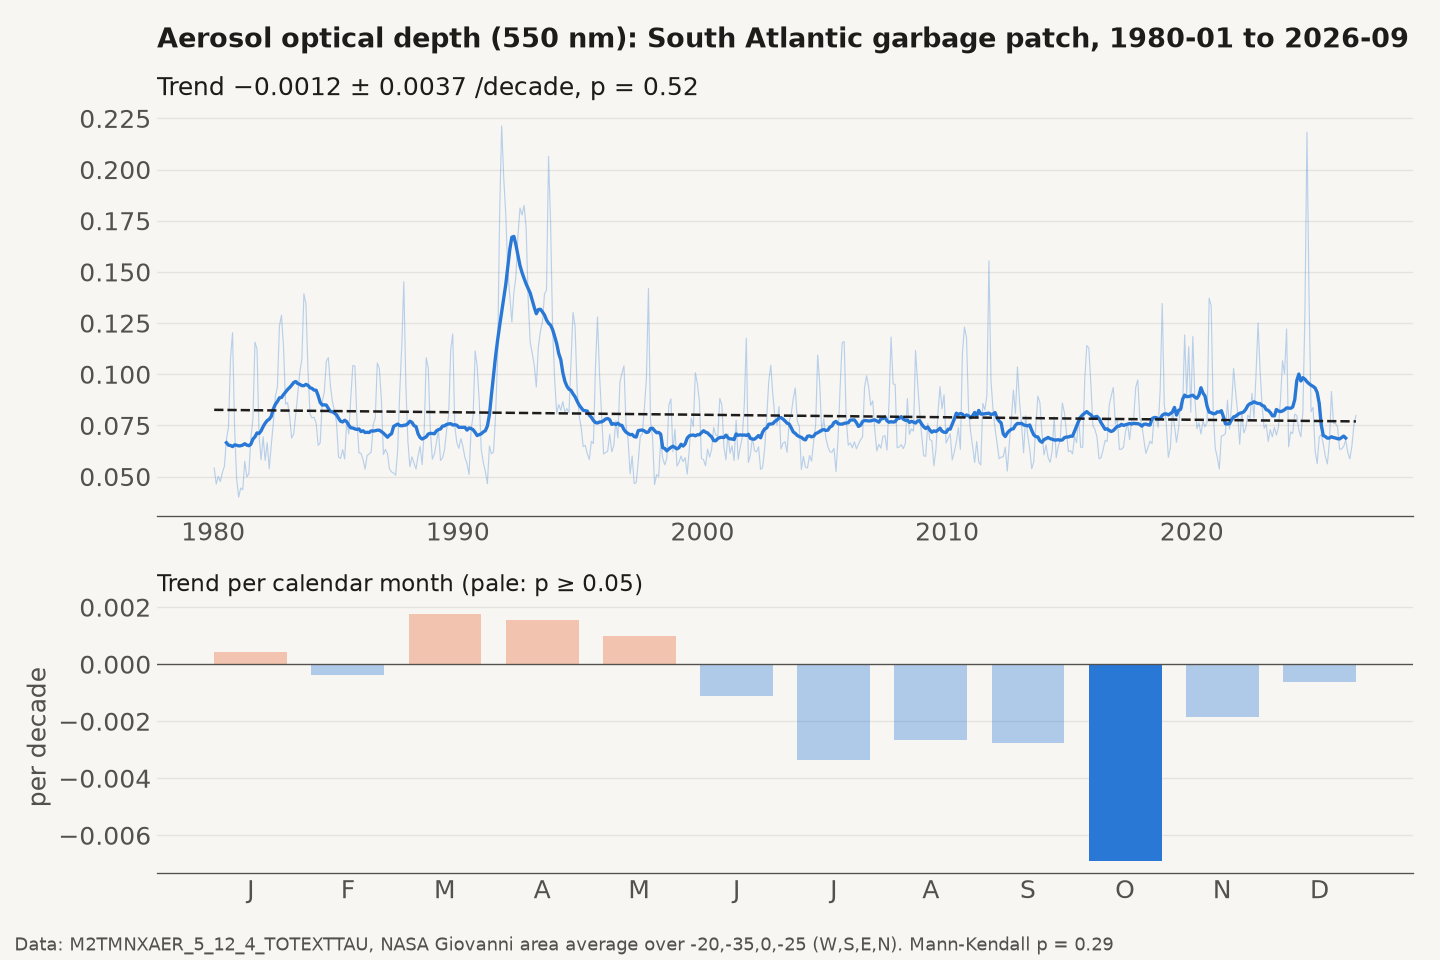 Aerosol optical depth (550 nm): South Atlantic garbage patch, 1980-01 to 2026-09
Trend −0.0012 ± 0.0037 /decade, p = 0.52
0.225
0.200
0.175
0.150
0.125
0.100
0.075
0.050
1980 1990 2000 2010 2020
Trend per calendar month (pale: p ≥ 0.05)
0.002
0.000
−0.002
−0.004
−0.006
per decade
J F M A M J J A S O N D
Data: M2TMNXAER_5_12_4_TOTEXTTAU, NASA Giovanni area average over -20,-35,0,-25 (W,S,E,N). Mann-Kendall p = 0.29